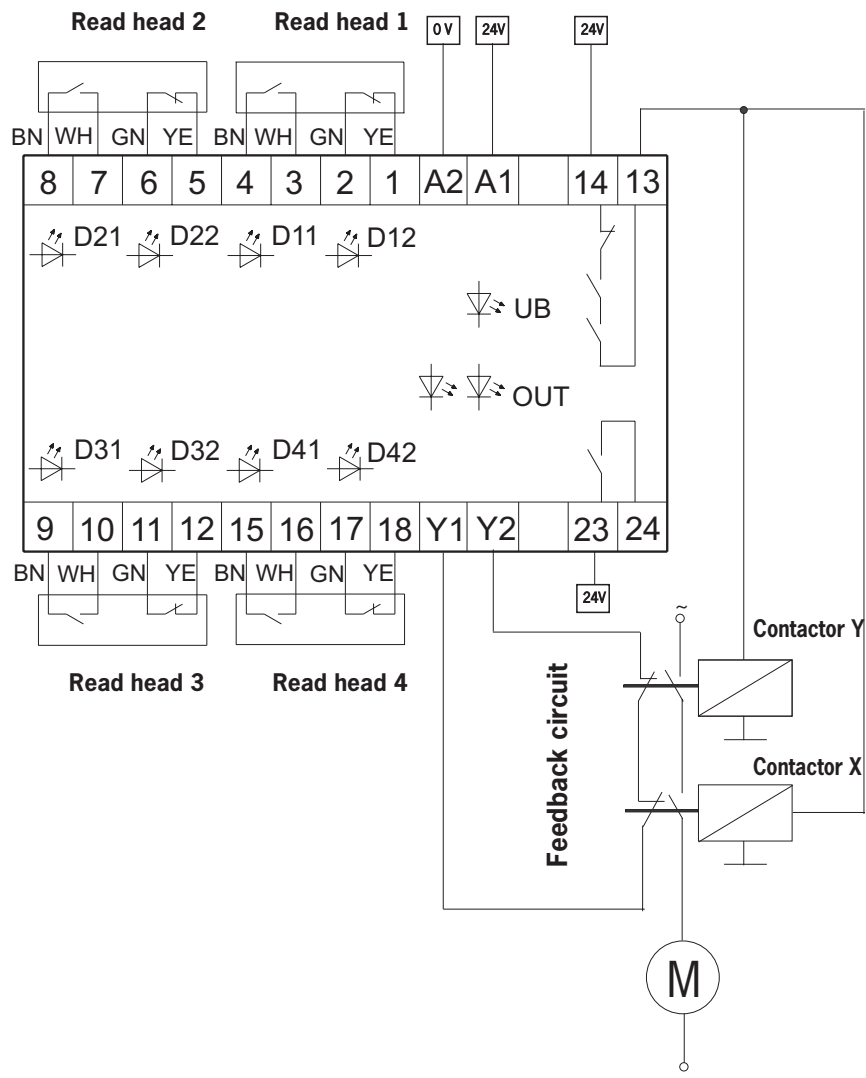 Read head 2 Read head 1 0 V 24V 24V
BN WH GN YE BN WH GN YE
8 7 6 5 4 3 2 1 A2 A1 14 13
D21 D22 D11 D12
UB
OUT
D31 D32 D41 D42
9 10 11 12 15 16 17 18 Y1 Y2 23 24
BN WH GN YE BN WH GN YE
24V
~
Contactor Y
Read head 3 Read head 4
Feedback circuit
Contactor X
M